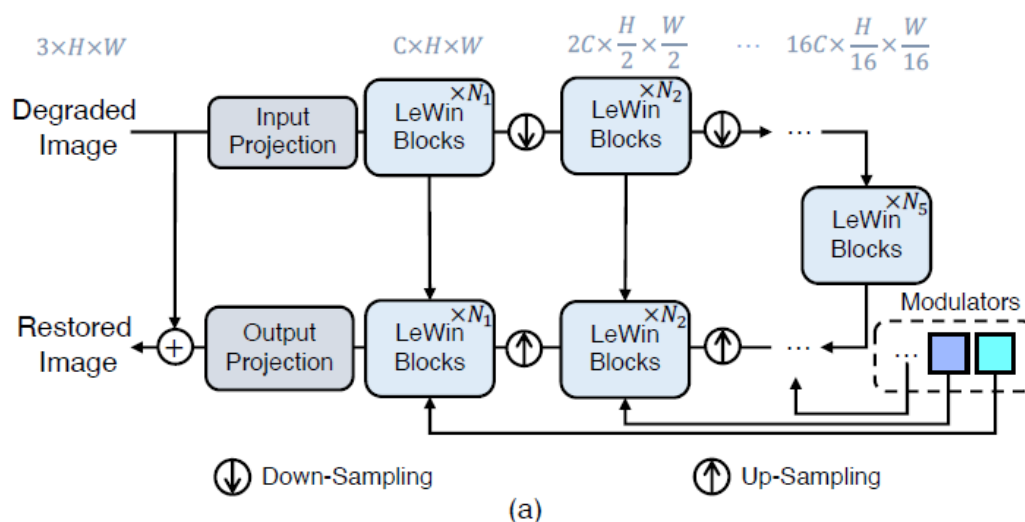 3×H×W
C×H×W
2C×H/2×W/2
...
16C×H/16×W/16
Degraded
Image
Input
Projection
LeWin
Blocks
×N₁
LeWin
Blocks
×N₂
...
LeWin
Blocks
×N₅
Modulators
...
Restored
Image
+
Output
Projection
LeWin
Blocks
×N₁
LeWin
Blocks
×N₂
...
Down-Sampling
Up-Sampling
(a)